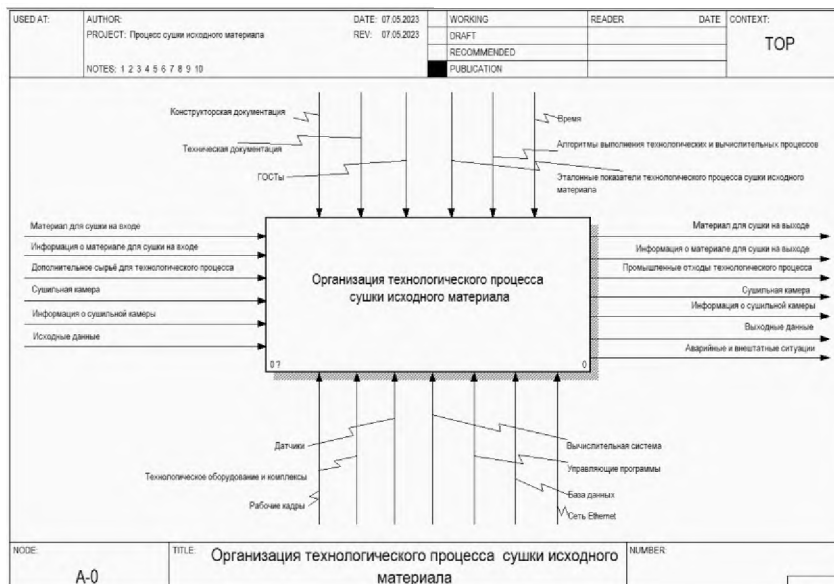 USED AT:
AUTHOR:
DATE: 07.05.2023
WORKING
READER
DATE
CONTEXT:
PROJECT: Процесс сушки исходного материала
REV: 07.05.2023
DRAFT
TOP
RECOMMENDED
NOTES: 1 2 3 4 5 6 7 8 9 10
PUBLICATION
Конструкторская документация
Время
Техническая документация
Алгоритмы выполнения технологических и вычислительных процессов
ГОСТы
Эталонные показатели технологического процесса сушки исходного
материала
Материал для сушки на входе
Информация о материале для сушки на входе
Дополнительное сырьё для технологического процесса
Сушильная камера
Информация о сушильной камеры
Исходные данные
Организация технологического процесса
сушки исходного материала
0 ?
0
Материал для сушки на выходе
Информация о материале для сушки на выходе
Промышленные отходы технологического процесса
Сушильная камера
Информация о сушильной камеры
Выходные данные
Аварийные и внештатные ситуации
Датчики
Технологическое оборудование и комплексы
Рабочие кадры
Вычислительная система
Управляющие программы
База данных
Сеть Ethernet
NODE:
A-0
TITLE:
Организация технологического процесса сушки исходного
материала
NUMBER: